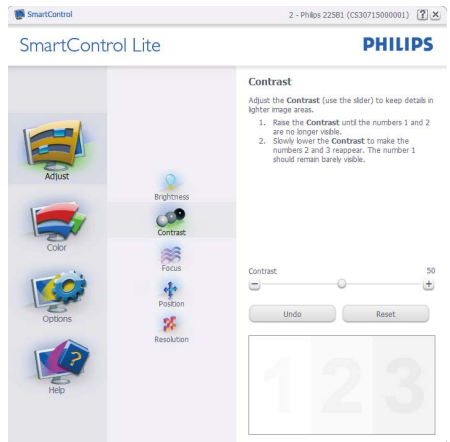 SmartControl
2 - Philips 225B1 (CS30715000001)
?
SmartControl Lite
PHILIPS
Adjust
Color
Options
Help
Brightness
Contrast
Focus
Position
Resolution
Contrast
Adjust the Contrast (use the slider) to keep details in
lighter image areas.
1. Raise the Contrast until the numbers 1 and 2
are no longer visible.
2. Slowly lower the Contrast to make the
numbers 2 and 3 reappear. The number 1
should remain barely visible.
Contrast 50
Undo
Reset
1 2 3